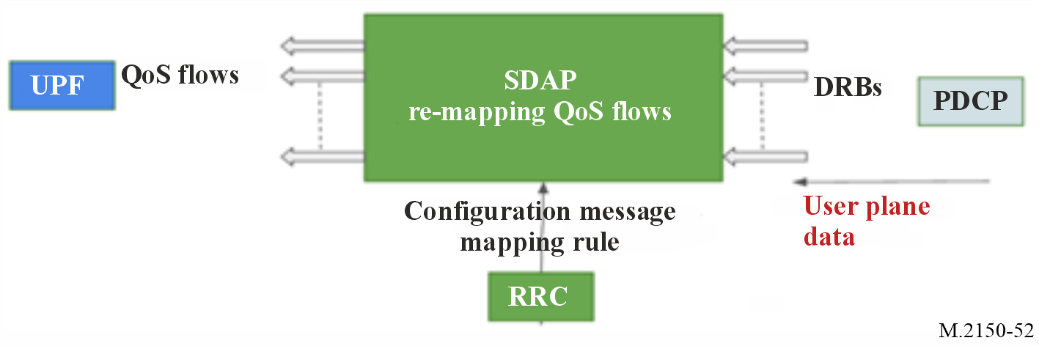 UPF
QoS flows
SDAP
re-mapping QoS flows
DRBs
PDCP
User plane
data
Configuration message
mapping rule
RRC
M.2150-52